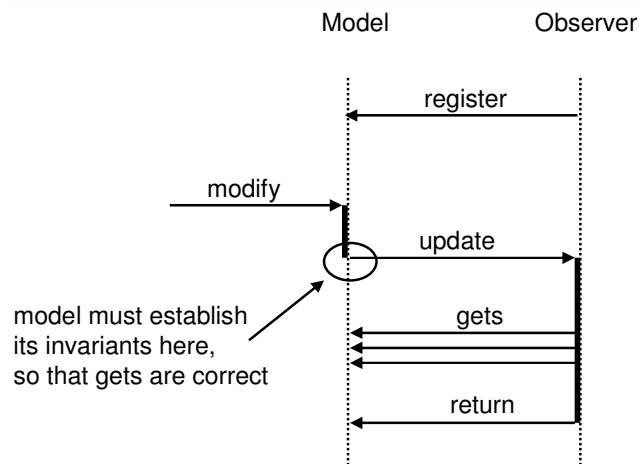 Model
Observer
register
modify
update
model must establish
its invariants here,
so that gets are correct
gets
return